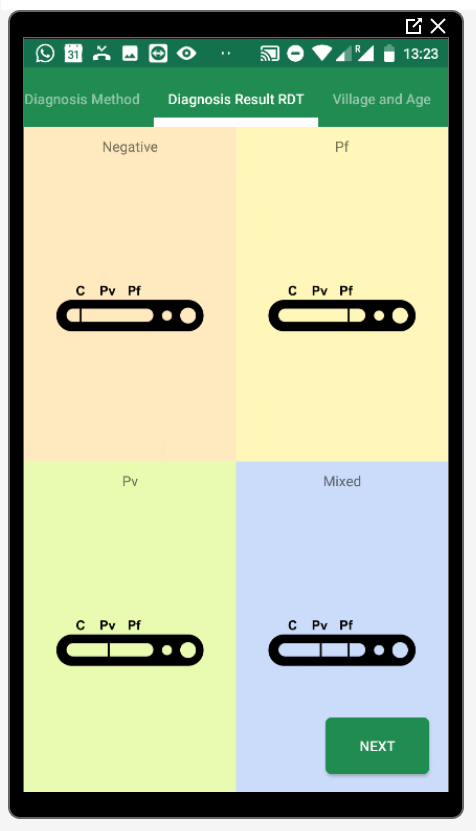 31 R 13:23
Diagnosis Method Diagnosis Result RDT Village and Age
Negative Pf
C Pv Pf C Pv Pf
Pv Mixed
C Pv Pf C Pv Pf
NEXT